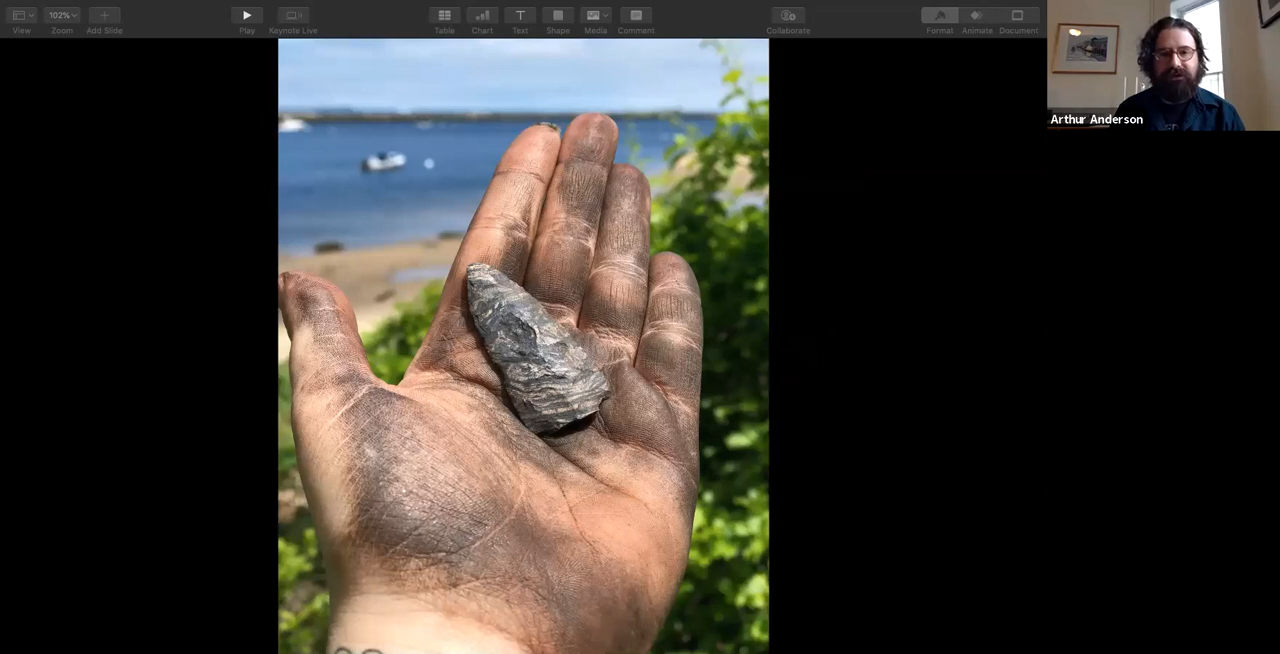 102%
View
Zoom
Add Slide
Play
Keynote Live
Table
Chart
Text
Shape
Media
Comment
Collaborate
Format
Animate
Document
Arthur Anderson